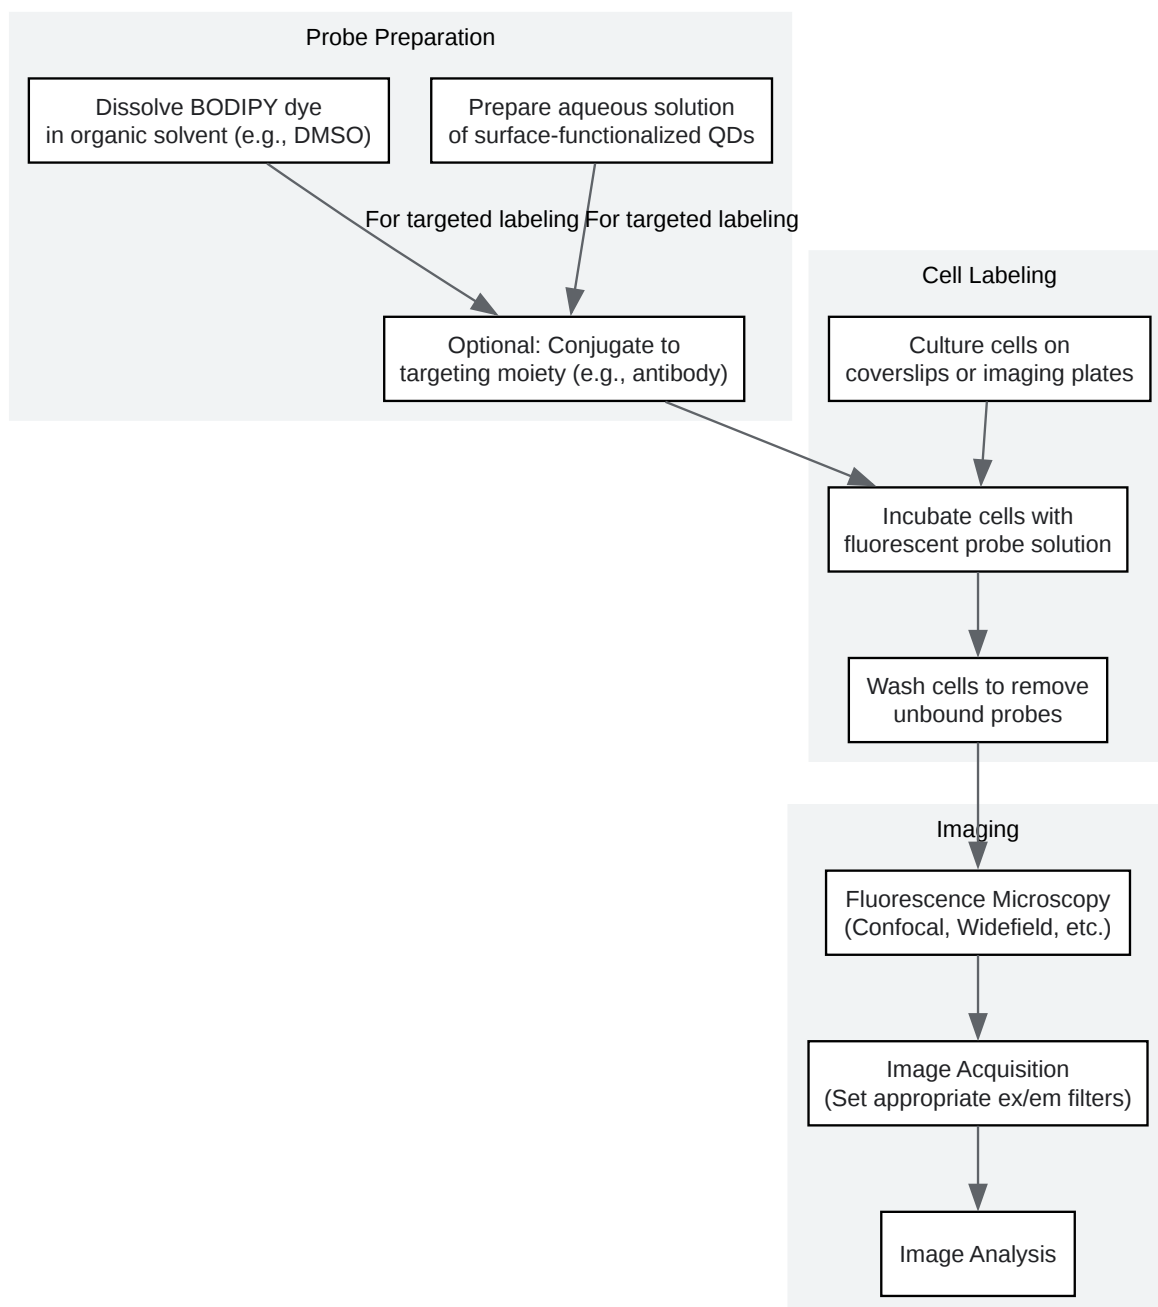 Probe Preparation
Dissolve BODIPY dye
in organic solvent (e.g., DMSO)
Prepare aqueous solution
of surface-functionalized QDs
For targeted labeling
For targeted labeling
Optional: Conjugate to
targeting moiety (e.g., antibody)
Cell Labeling
Culture cells on
coverslips or imaging plates
Incubate cells with
fluorescent probe solution
Wash cells to remove
unbound probes
Imaging
Fluorescence Microscopy
(Confocal, Widefield, etc.)
Image Acquisition
(Set appropriate ex/em filters)
Image Analysis